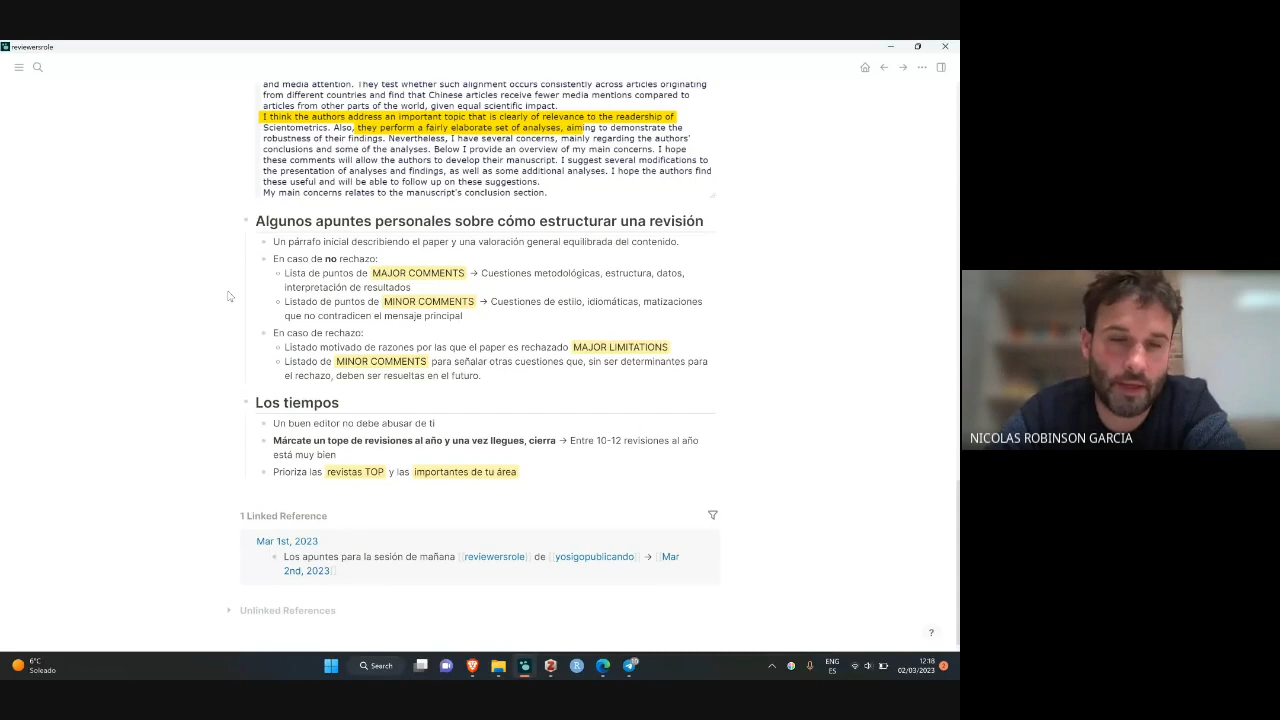 reviewersrole
and media attention. They test whether such alignment occurs consistently across articles originating
from different countries and find that Chinese articles receive fewer media mentions compared to
articles from other parts of the world, given equal scientific impact.
I think the authors address an important topic that is clearly of relevance to the readership of
Scientometrics. Also, they perform a fairly elaborate set of analyses, aiming to demonstrate the
robustness of their findings. Nevertheless, I have several concerns, mainly regarding the authors'
conclusions and some of the analyses. Below I provide an overview of my main concerns. I hope
these comments will allow the authors to develop their manuscript. I suggest several modifications to
the presentation of analyses and findings, as well as some additional analyses. I hope the authors find
these useful and will be able to follow up on these suggestions.
My main concerns relates to the manuscript's conclusion section.
Algunos apuntes personales sobre cómo estructurar una revisión
Un párrafo inicial describiendo el paper y una valoración general equilibrada del contenido.
En caso de no rechazo:
Lista de puntos de MAJOR COMMENTS → Cuestiones metodológicas, estructura, datos,
interpretación de resultados
Listado de puntos de MINOR COMMENTS → Cuestiones de estilo, idiomáticas, matizaciones
que no contradicen el mensaje principal
En caso de rechazo:
Listado motivado de razones por las que el paper es rechazado MAJOR LIMITATIONS
Listado de MINOR COMMENTS para señalar otras cuestiones que, sin ser determinantes para
el rechazo, deben ser resueltas en el futuro.
Los tiempos
Un buen editor no debe abusar de ti
Márcate un tope de revisiones al año y una vez llegues, cierra → Entre 10-12 revisiones al año
está muy bien
Prioriza las revistas TOP y las importantes de tu área
1 Linked Reference
Mar 1st, 2023
Los apuntes para la sesión de mañana [[reviewersrole]] de [[yosigopublicando]] → [[Mar
2nd, 2023]]
Unlinked References
?
NICOLAS ROBINSON GARCIA
6°C
Soleado
Search
ENG
ES
12:18
02/03/2023
2